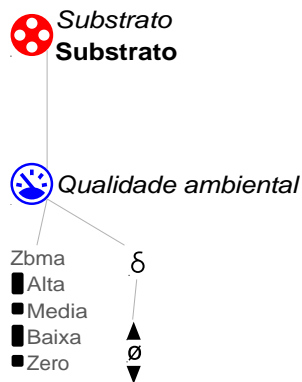 Substrato
Substrato
Qualidade ambiental
Zbma
Alta
Media
Baixa
Zero
δ
ø